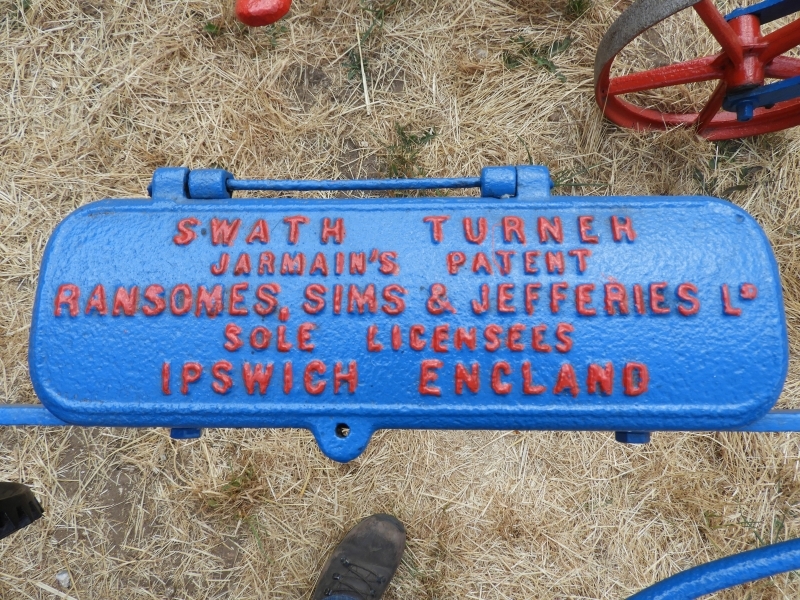 SWATH TURNER
JARMAIN'S PATENT
RANSOMES, SIMS & JEFFERIES Lᴰ
SOLE LICENSEES
IPSWICH ENGLAND